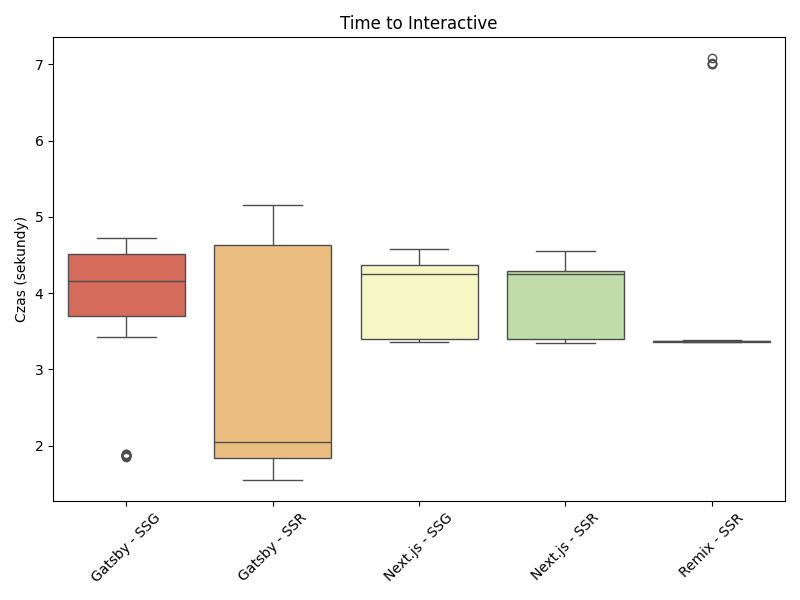 Time to Interactive
Czas (sekundy)
7
6
5
4
3
2
Gatsby - SSG
Gatsby - SSR
Next.js - SSG
Next.js - SSR
Remix - SSR